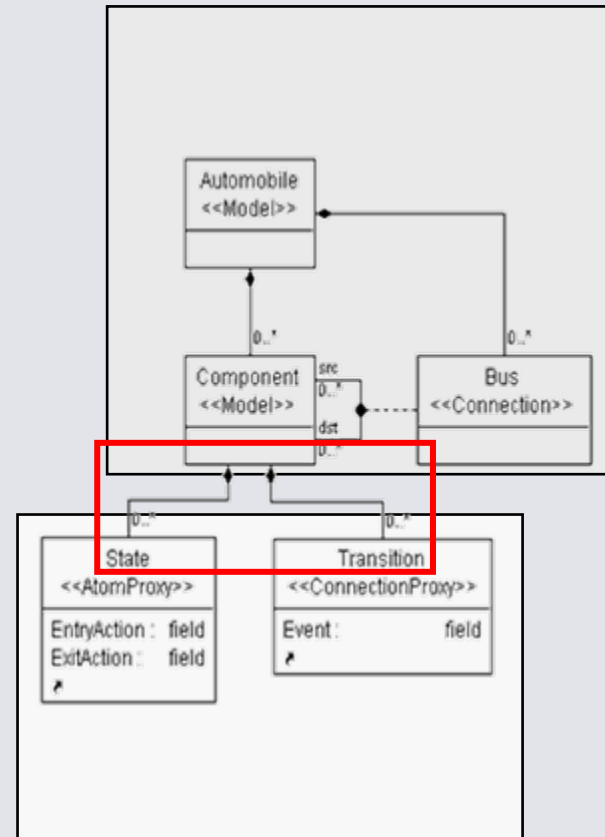 Automobile
<<Model>>
0..*
0..*
Component
<<Model>>
src
0..*
dst
0..*
Bus
<<Connection>>
0..*
0..*
State
<<AtomProxy>>
EntryAction : field
ExitAction : field
Transition
<<ConnectionProxy>>
Event : field